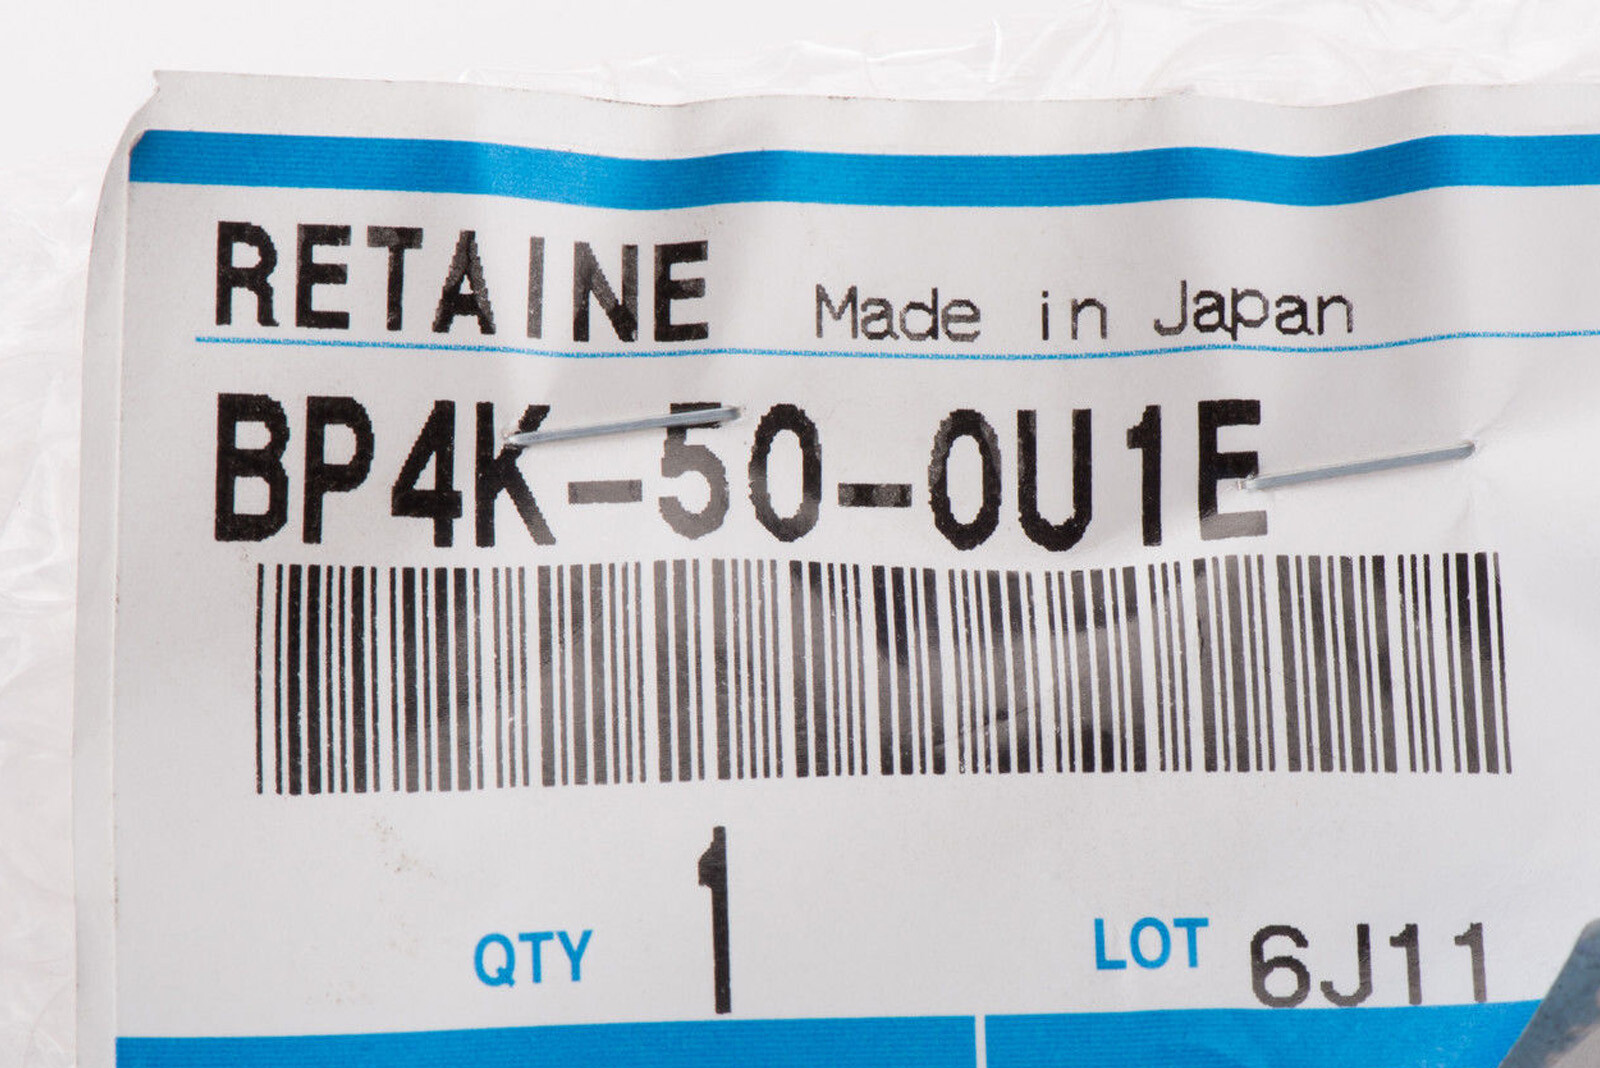 RETAINE Made in Japan
BP4K-50-0U1E
QTY 1 LOT 6J11